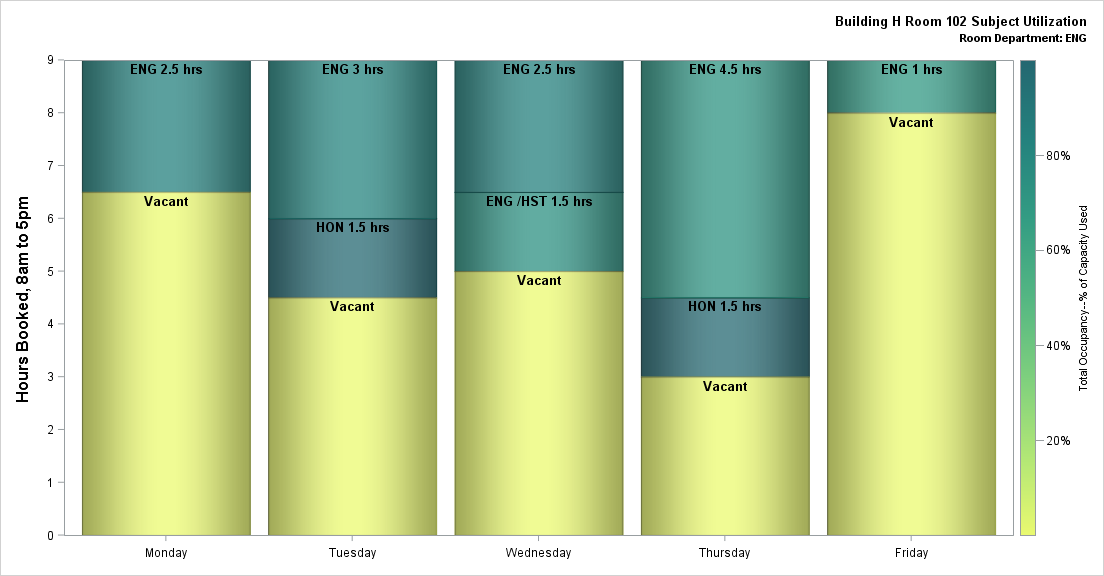 Building H Room 102 Subject Utilization
Room Department: ENG
Hours Booked, 8am to 5pm
9
8
7
6
5
4
3
2
1
0
ENG 2.5 hrs
Vacant
ENG 3 hrs
HON 1.5 hrs
Vacant
ENG 2.5 hrs
ENG /HST 1.5 hrs
Vacant
ENG 4.5 hrs
HON 1.5 hrs
Vacant
ENG 1 hrs
Vacant
Monday
Tuesday
Wednesday
Thursday
Friday
80%
60%
40%
20%
Total Occupancy--% of Capacity Used